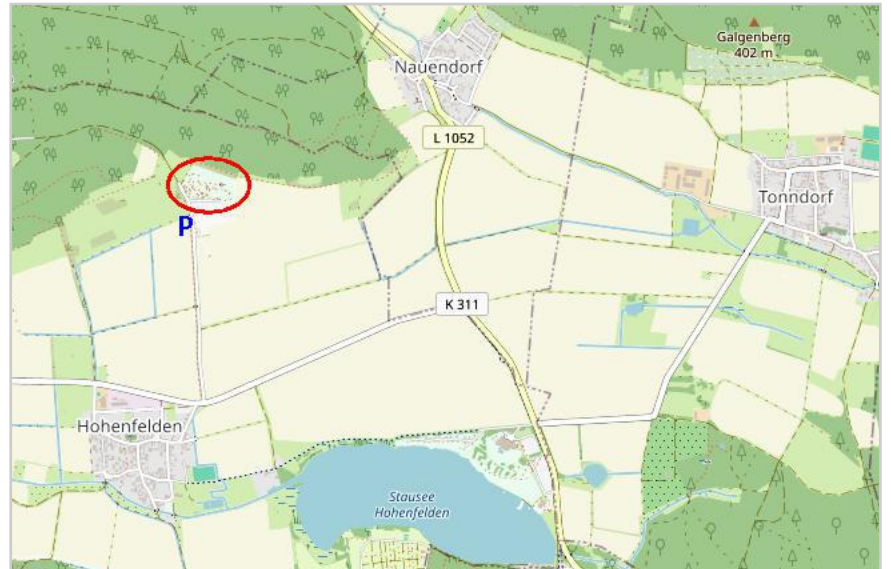 Galgenberg
402 m
Nauendorf
L 1052
Tonndorf
P
K 311
Hohenfelden
Stausee
Hohenfelden